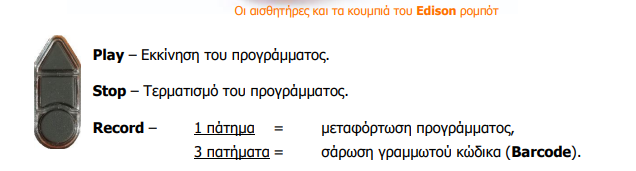 Οι αισθητήρες και τα κουμπιά του Edison ρομπότ
Play – Εκκίνηση του προγράμματος.
Stop – Τερματισμό του προγράμματος.
Record – 1 πάτημα = μεταφόρτωση προγράμματος,
3 πατήματα = σάρωση γραμμωτού κώδικα (Barcode).